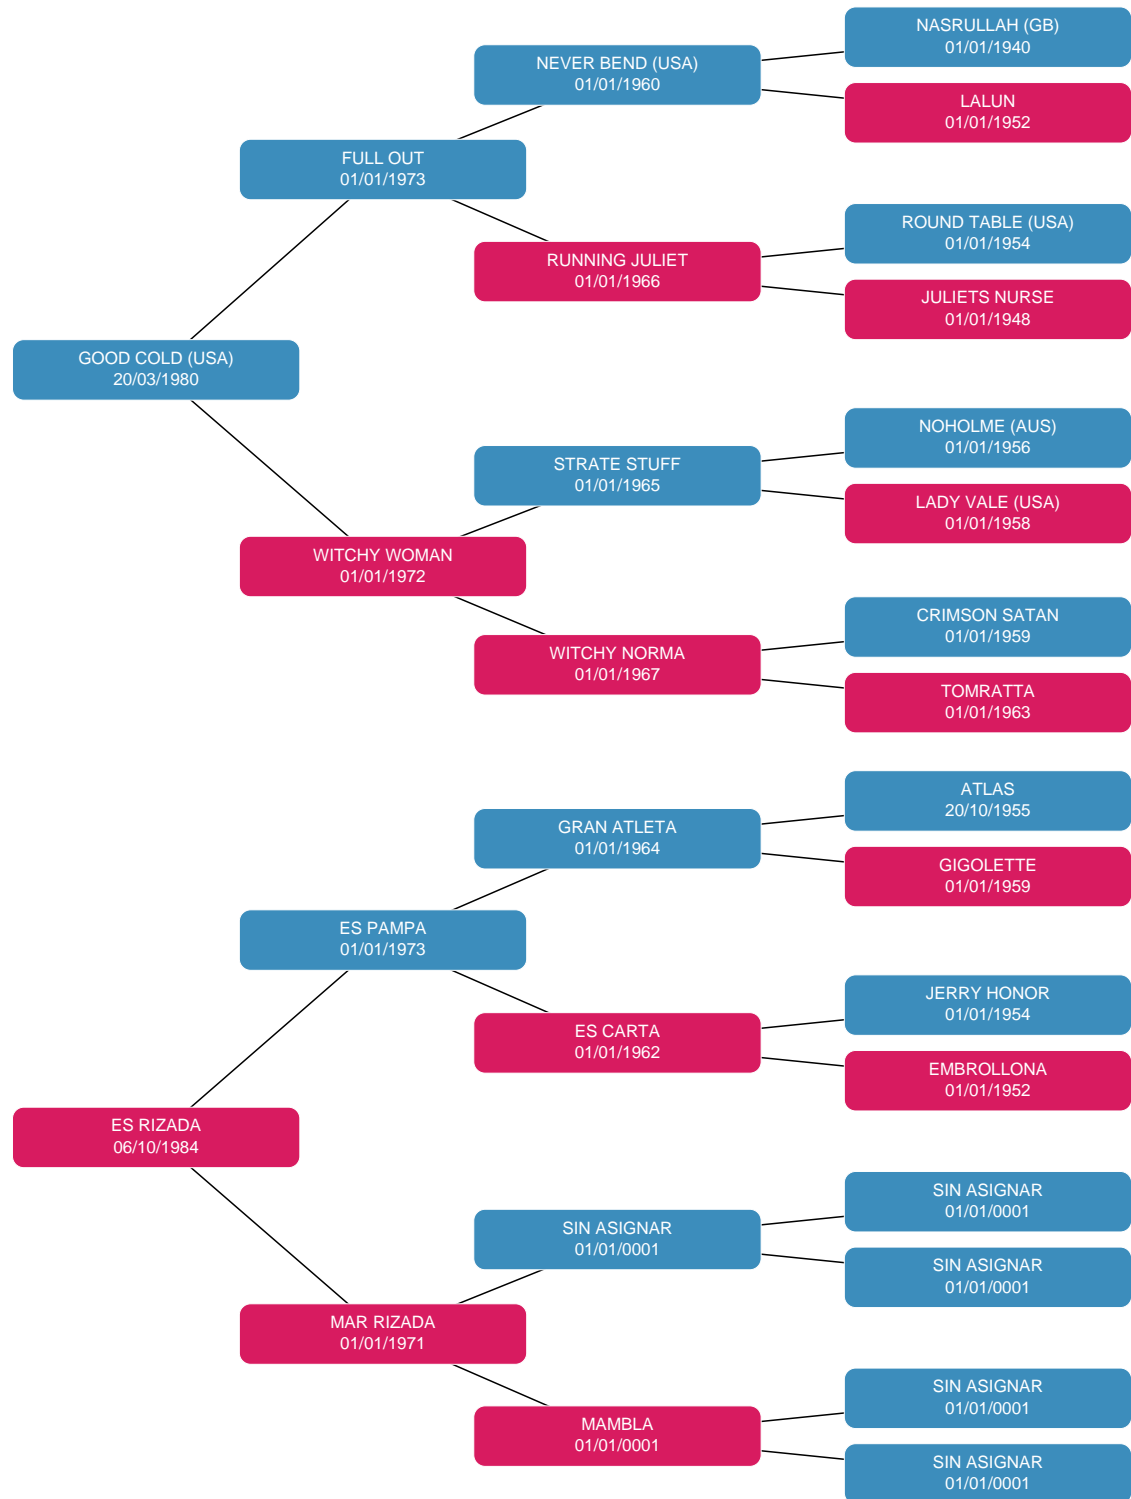 NASRULLAH (GB)
01/01/1940
NEVER BEND (USA)
01/01/1960
LALUN
01/01/1952
FULL OUT
01/01/1973
ROUND TABLE (USA)
01/01/1954
RUNNING JULIET
01/01/1966
JULIETS NURSE
01/01/1948
GOOD COLD (USA)
20/03/1980
NOHOLME (AUS)
01/01/1956
STRATE STUFF
01/01/1965
LADY VALE (USA)
01/01/1958
WITCHY WOMAN
01/01/1972
CRIMSON SATAN
01/01/1959
WITCHY NORMA
01/01/1967
TOMRATTA
01/01/1963
ATLAS
20/10/1955
GRAN ATLETA
01/01/1964
GIGOLETTE
01/01/1959
ES PAMPA
01/01/1973
JERRY HONOR
01/01/1954
ES CARTA
01/01/1962
EMBROLLONA
01/01/1952
ES RIZADA
06/10/1984
SIN ASIGNAR
01/01/0001
SIN ASIGNAR
01/01/0001
SIN ASIGNAR
01/01/0001
MAR RIZADA
01/01/1971
SIN ASIGNAR
01/01/0001
MAMBLA
01/01/0001
SIN ASIGNAR
01/01/0001